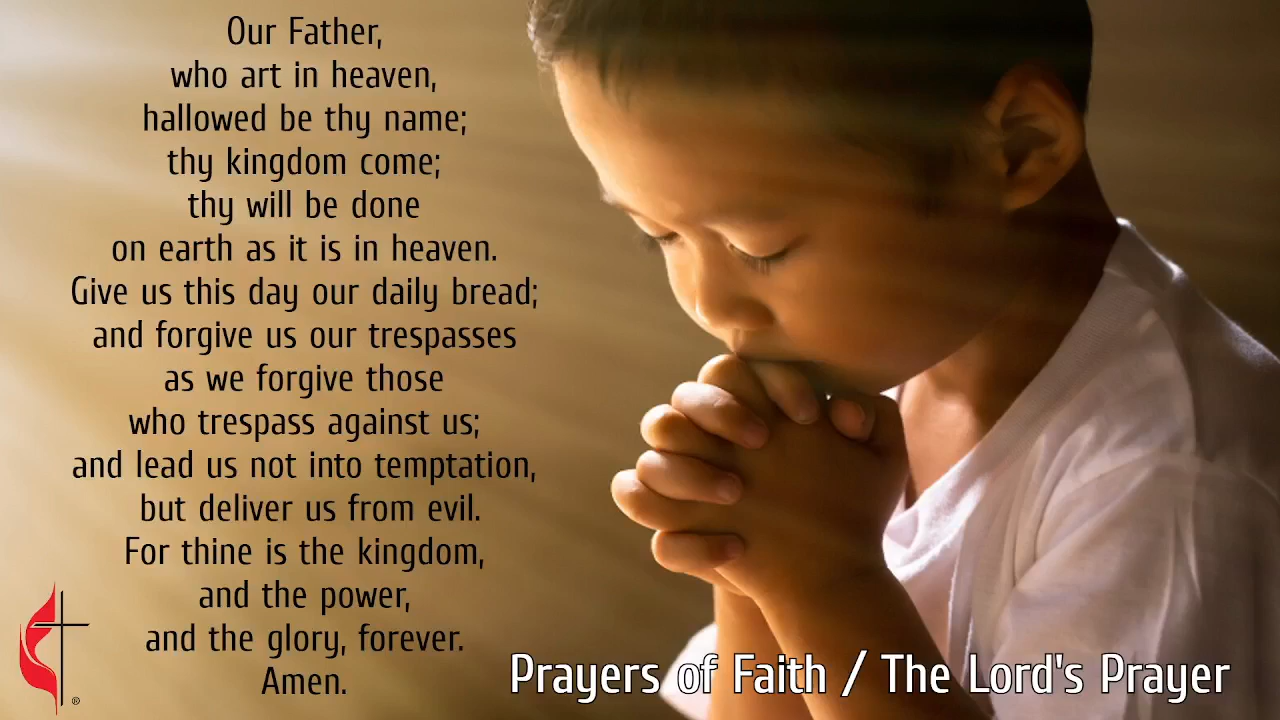 Our Father,
who art in heaven,
hallowed be thy name;
thy kingdom come;
thy will be done
on earth as it is in heaven.
Give us this day our daily bread;
and forgive us our trespasses
as we forgive those
who trespass against us;
and lead us not into temptation,
but deliver us from evil.
For thine is the kingdom,
and the power,
and the glory, forever.
Amen.
®
Prayers of Faith / The Lord's Prayer